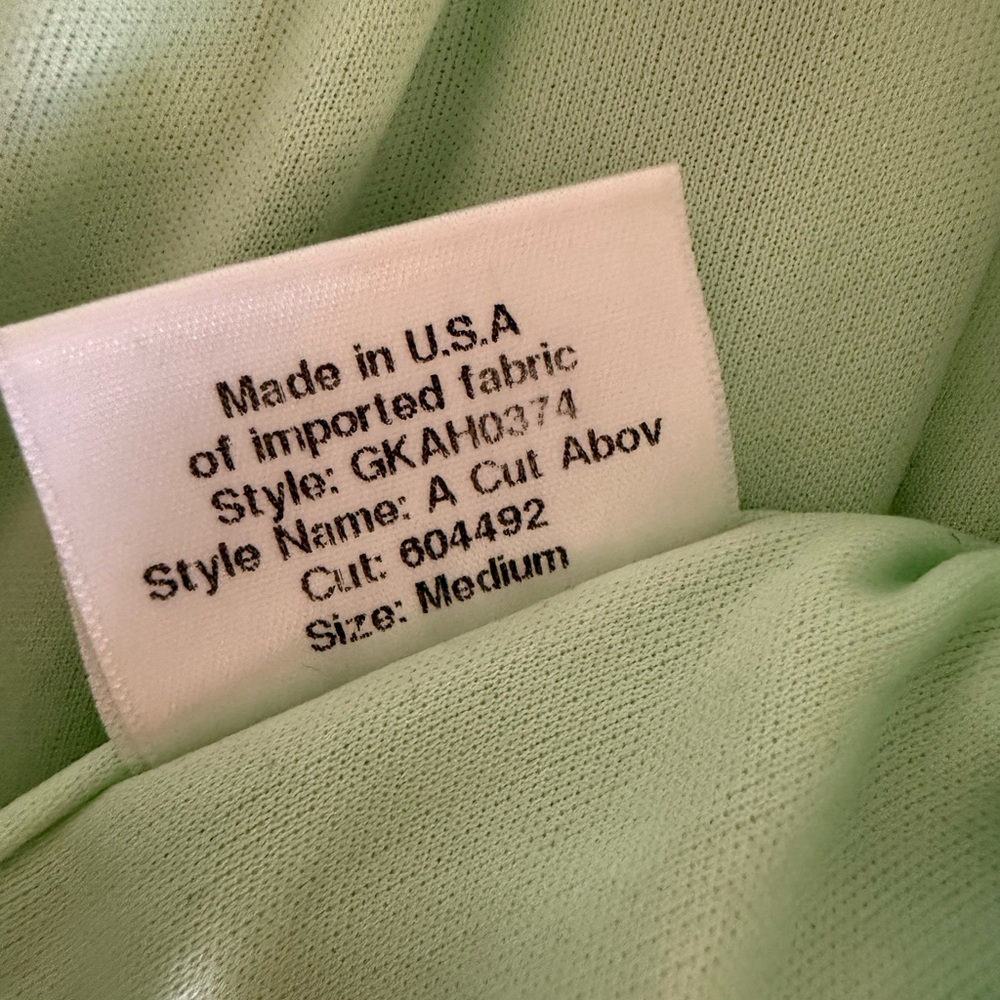 Made in U.S.A
of imported fabric
Style: GKAH0374
Style Name: A Cut Abov
Cut: 604492
Size: Medium